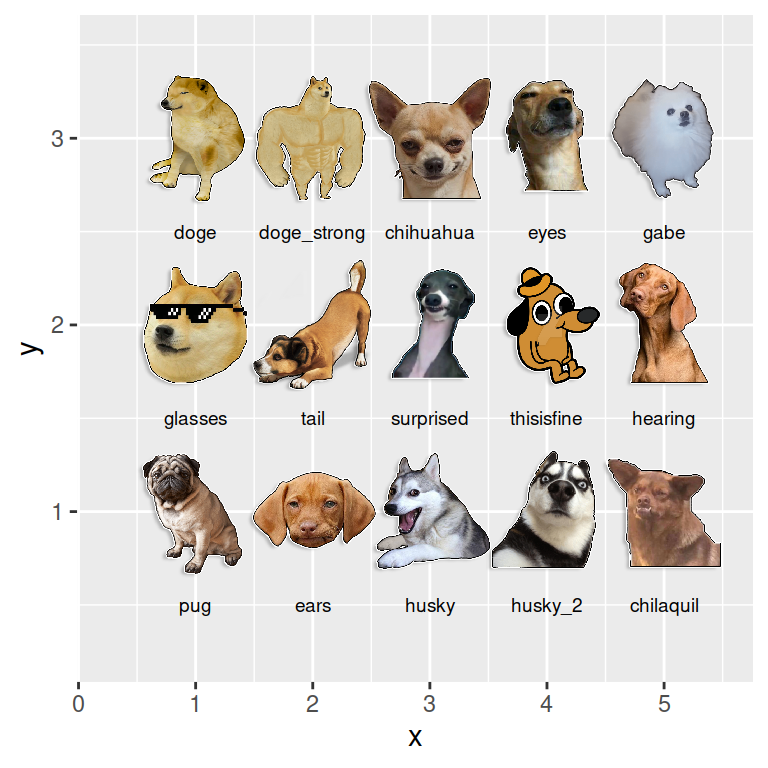 3
doge doge_strong chihuahua eyes gabe
2
y
glasses tail surprised thisisfine hearing
1
pug ears husky husky_2 chilaquil
0 1 2 3 4 5
x